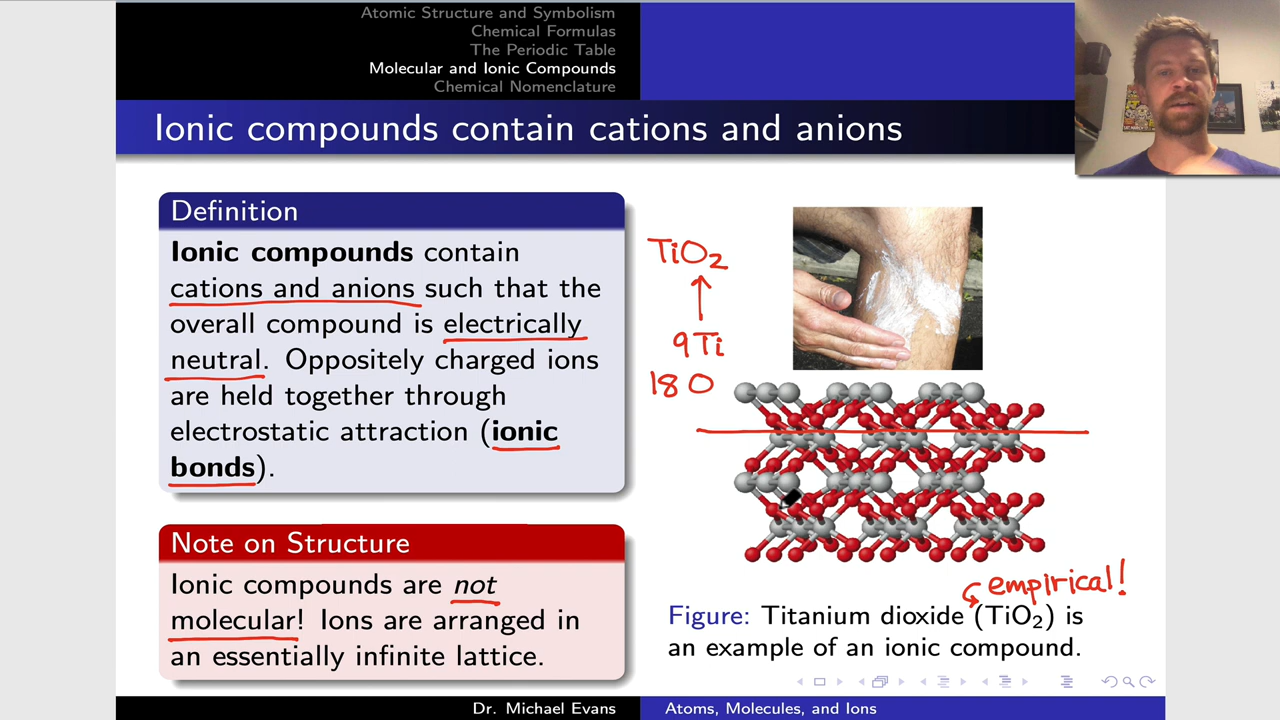 Atomic Structure and Symbolism
Chemical Formulas
The Periodic Table
Molecular and Ionic Compounds
Chemical Nomenclature
Ionic compounds contain cations and anions
Definition
Ionic compounds contain
cations and anions such that the
overall compound is electrically
neutral. Oppositely charged ions
are held together through
electrostatic attraction (ionic
bonds).
Note on Structure
Ionic compounds are not
molecular! Ions are arranged in
an essentially infinite lattice.
TiO₂
9Ti
18 O
empirical!
Figure: Titanium dioxide (TiO₂) is
an example of an ionic compound.
Dr. Michael Evans
Atoms, Molecules, and Ions